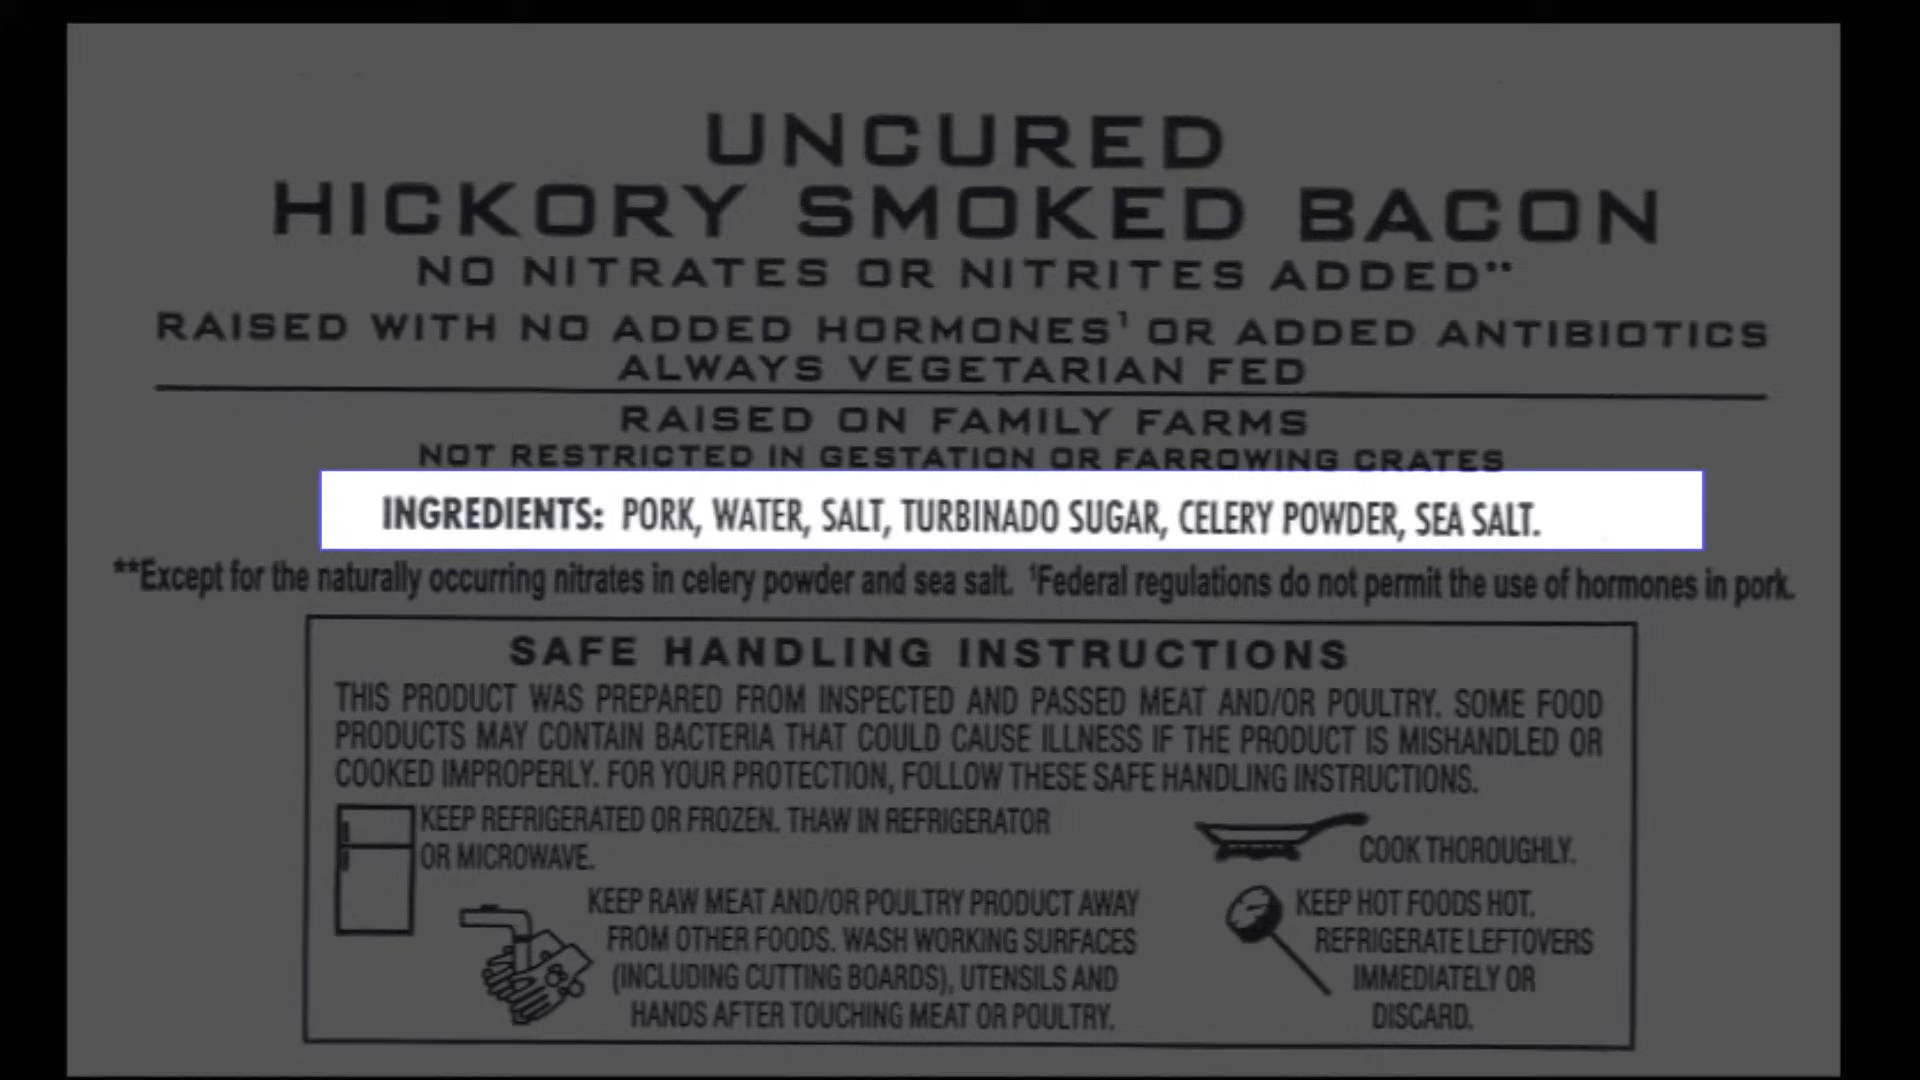 UNCURED
HICKORY SMOKED BACON
NO NITRATES OR NITRITES ADDED**
RAISED WITH NO ADDED HORMONES¹ OR ADDED ANTIBIOTICS
ALWAYS VEGETARIAN FED
RAISED ON FAMILY FARMS
NOT RESTRICTED IN GESTATION OR FARROWING CRATES
INGREDIENTS: PORK, WATER, SALT, TURBINADO SUGAR, CELERY POWDER, SEA SALT.
**Except for the naturally occurring nitrates in celery powder and sea salt. ¹Federal regulations do not permit the use of hormones in pork.
SAFE HANDLING INSTRUCTIONS
THIS PRODUCT WAS PREPARED FROM INSPECTED AND PASSED MEAT AND/OR POULTRY. SOME FOOD
PRODUCTS MAY CONTAIN BACTERIA THAT COULD CAUSE ILLNESS IF THE PRODUCT IS MISHANDLED OR
COOKED IMPROPERLY. FOR YOUR PROTECTION, FOLLOW THESE SAFE HANDLING INSTRUCTIONS.
KEEP REFRIGERATED OR FROZEN. THAW IN REFRIGERATOR
OR MICROWAVE.
KEEP RAW MEAT AND/OR POULTRY PRODUCT AWAY
FROM OTHER FOODS. WASH WORKING SURFACES
(INCLUDING CUTTING BOARDS), UTENSILS AND
HANDS AFTER TOUCHING MEAT OR POULTRY.
COOK THOROUGHLY.
KEEP HOT FOODS HOT.
REFRIGERATE LEFTOVERS
IMMEDIATELY OR
DISCARD.